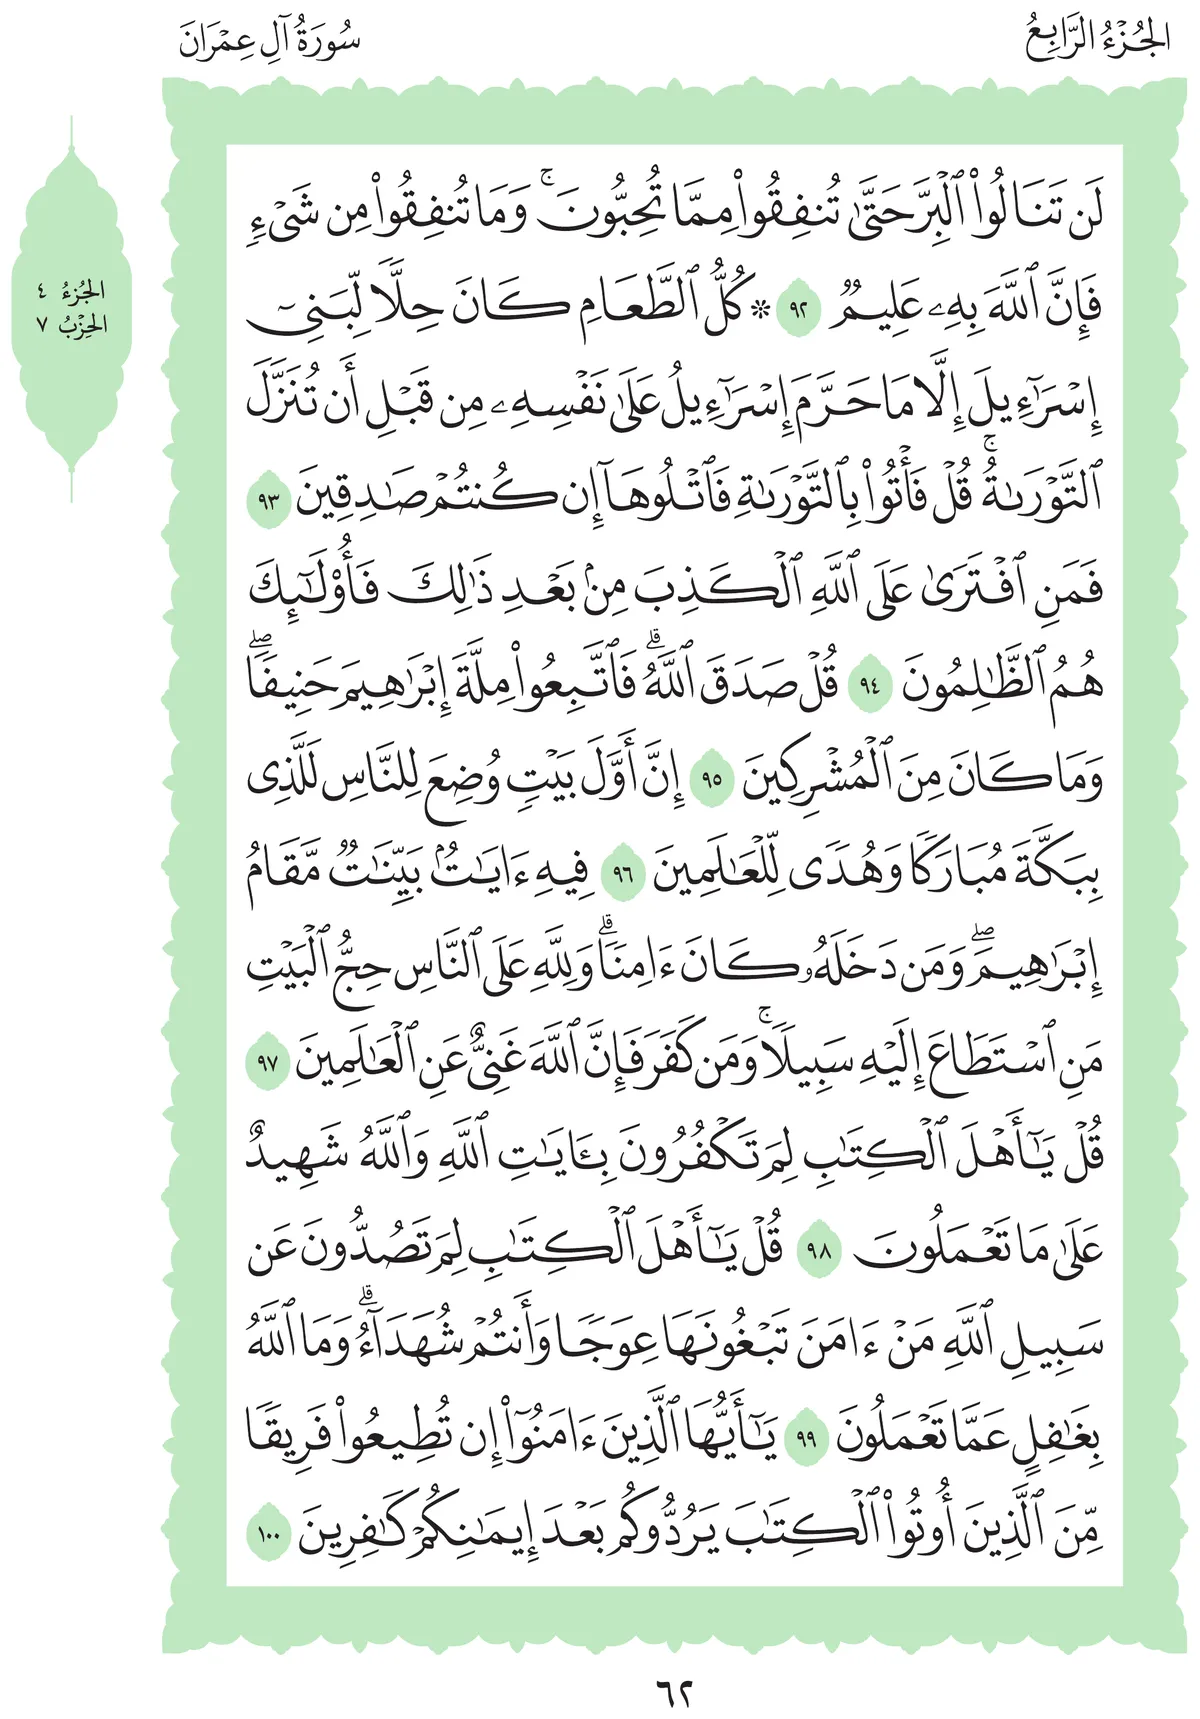 الجُزْءُ الرَّابِعُ
سُورَةُ آلِ عِمْرَانَ
الجُزءُ ٤
الحِزْبُ ٧
لَن تَنَالُوا۟ ٱلْبِرَّ حَتَّىٰ تُنفِقُوا۟ مِمَّا تُحِبُّونَ ۚ وَمَا تُنفِقُوا۟ مِن شَىْءٍ
فَإِنَّ ٱللَّهَ بِهِۦ عَلِيمٌ ٩٢ ۞ كُلُّ ٱلطَّعَامِ كَانَ حِلًّا لِّبَنِىٓ
إِسْرَٰٓءِيلَ إِلَّا مَا حَرَّمَ إِسْرَٰٓءِيلُ عَلَىٰ نَفْسِهِۦ مِن قَبْلِ أَن تُنَزَّلَ
ٱلتَّوْرَىٰةُ ۚ قُلْ فَأْتُوا۟ بِٱلتَّوْرَىٰةِ فَٱتْلُوهَآ إِن كُنتُمْ صَٰدِقِينَ ٩٣
فَمَنِ ٱفْتَرَىٰ عَلَى ٱللَّهِ ٱلْكَذِبَ مِنۢ بَعْدِ ذَٰلِكَ فَأُو۟لَٰٓئِكَ
هُمُ ٱلظَّٰلِمُونَ ٩٤ قُلْ صَدَقَ ٱللَّهُ ۗ فَٱتَّبِعُوا۟ مِلَّةَ إِبْرَٰهِيمَ حَنِيفًا ۖ
وَمَا كَانَ مِنَ ٱلْمُشْرِكِينَ ٩٥ إِنَّ أَوَّلَ بَيْتٍ وُضِعَ لِلنَّاسِ لَلَّذِى
بِبَكَّةَ مُبَارَكًا وَهُدًى لِّلْعَٰلَمِينَ ٩٦ فِيهِ ءَايَٰتٌۢ بَيِّنَٰتٌ مَّقَامُ
إِبْرَٰهِيمَ ۖ وَمَن دَخَلَهُۥ كَانَ ءَامِنًا ۗ وَلِلَّهِ عَلَى ٱلنَّاسِ حِجُّ ٱلْبَيْتِ
مَنِ ٱسْتَطَاعَ إِلَيْهِ سَبِيلًا ۚ وَمَن كَفَرَ فَإِنَّ ٱللَّهَ غَنِىٌّ عَنِ ٱلْعَٰلَمِينَ ٩٧
قُلْ يَٰٓأَهْلَ ٱلْكِتَٰبِ لِمَ تَكْفُرُونَ بِـَٔايَٰتِ ٱللَّهِ وَٱللَّهُ شَهِيدٌ
عَلَىٰ مَا تَعْمَلُونَ ٩٨ قُلْ يَٰٓأَهْلَ ٱلْكِتَٰبِ لِمَ تَصُدُّونَ عَن
سَبِيلِ ٱللَّهِ مَنْ ءَامَنَ تَبْغُونَهَا عِوَجًا وَأَنتُمْ شُهَدَآءُ ۗ وَمَا ٱللَّهُ
بِغَٰفِلٍ عَمَّا تَعْمَلُونَ ٩٩ يَٰٓأَيُّهَا ٱلَّذِينَ ءَامَنُوٓا۟ إِن تُطِيعُوا۟ فَرِيقًا
مِّنَ ٱلَّذِينَ أُوتُوا۟ ٱلْكِتَٰبَ يَرُدُّوكُم بَعْدَ إِيمَٰنِكُمْ كَٰفِرِينَ ١٠٠
٦٢